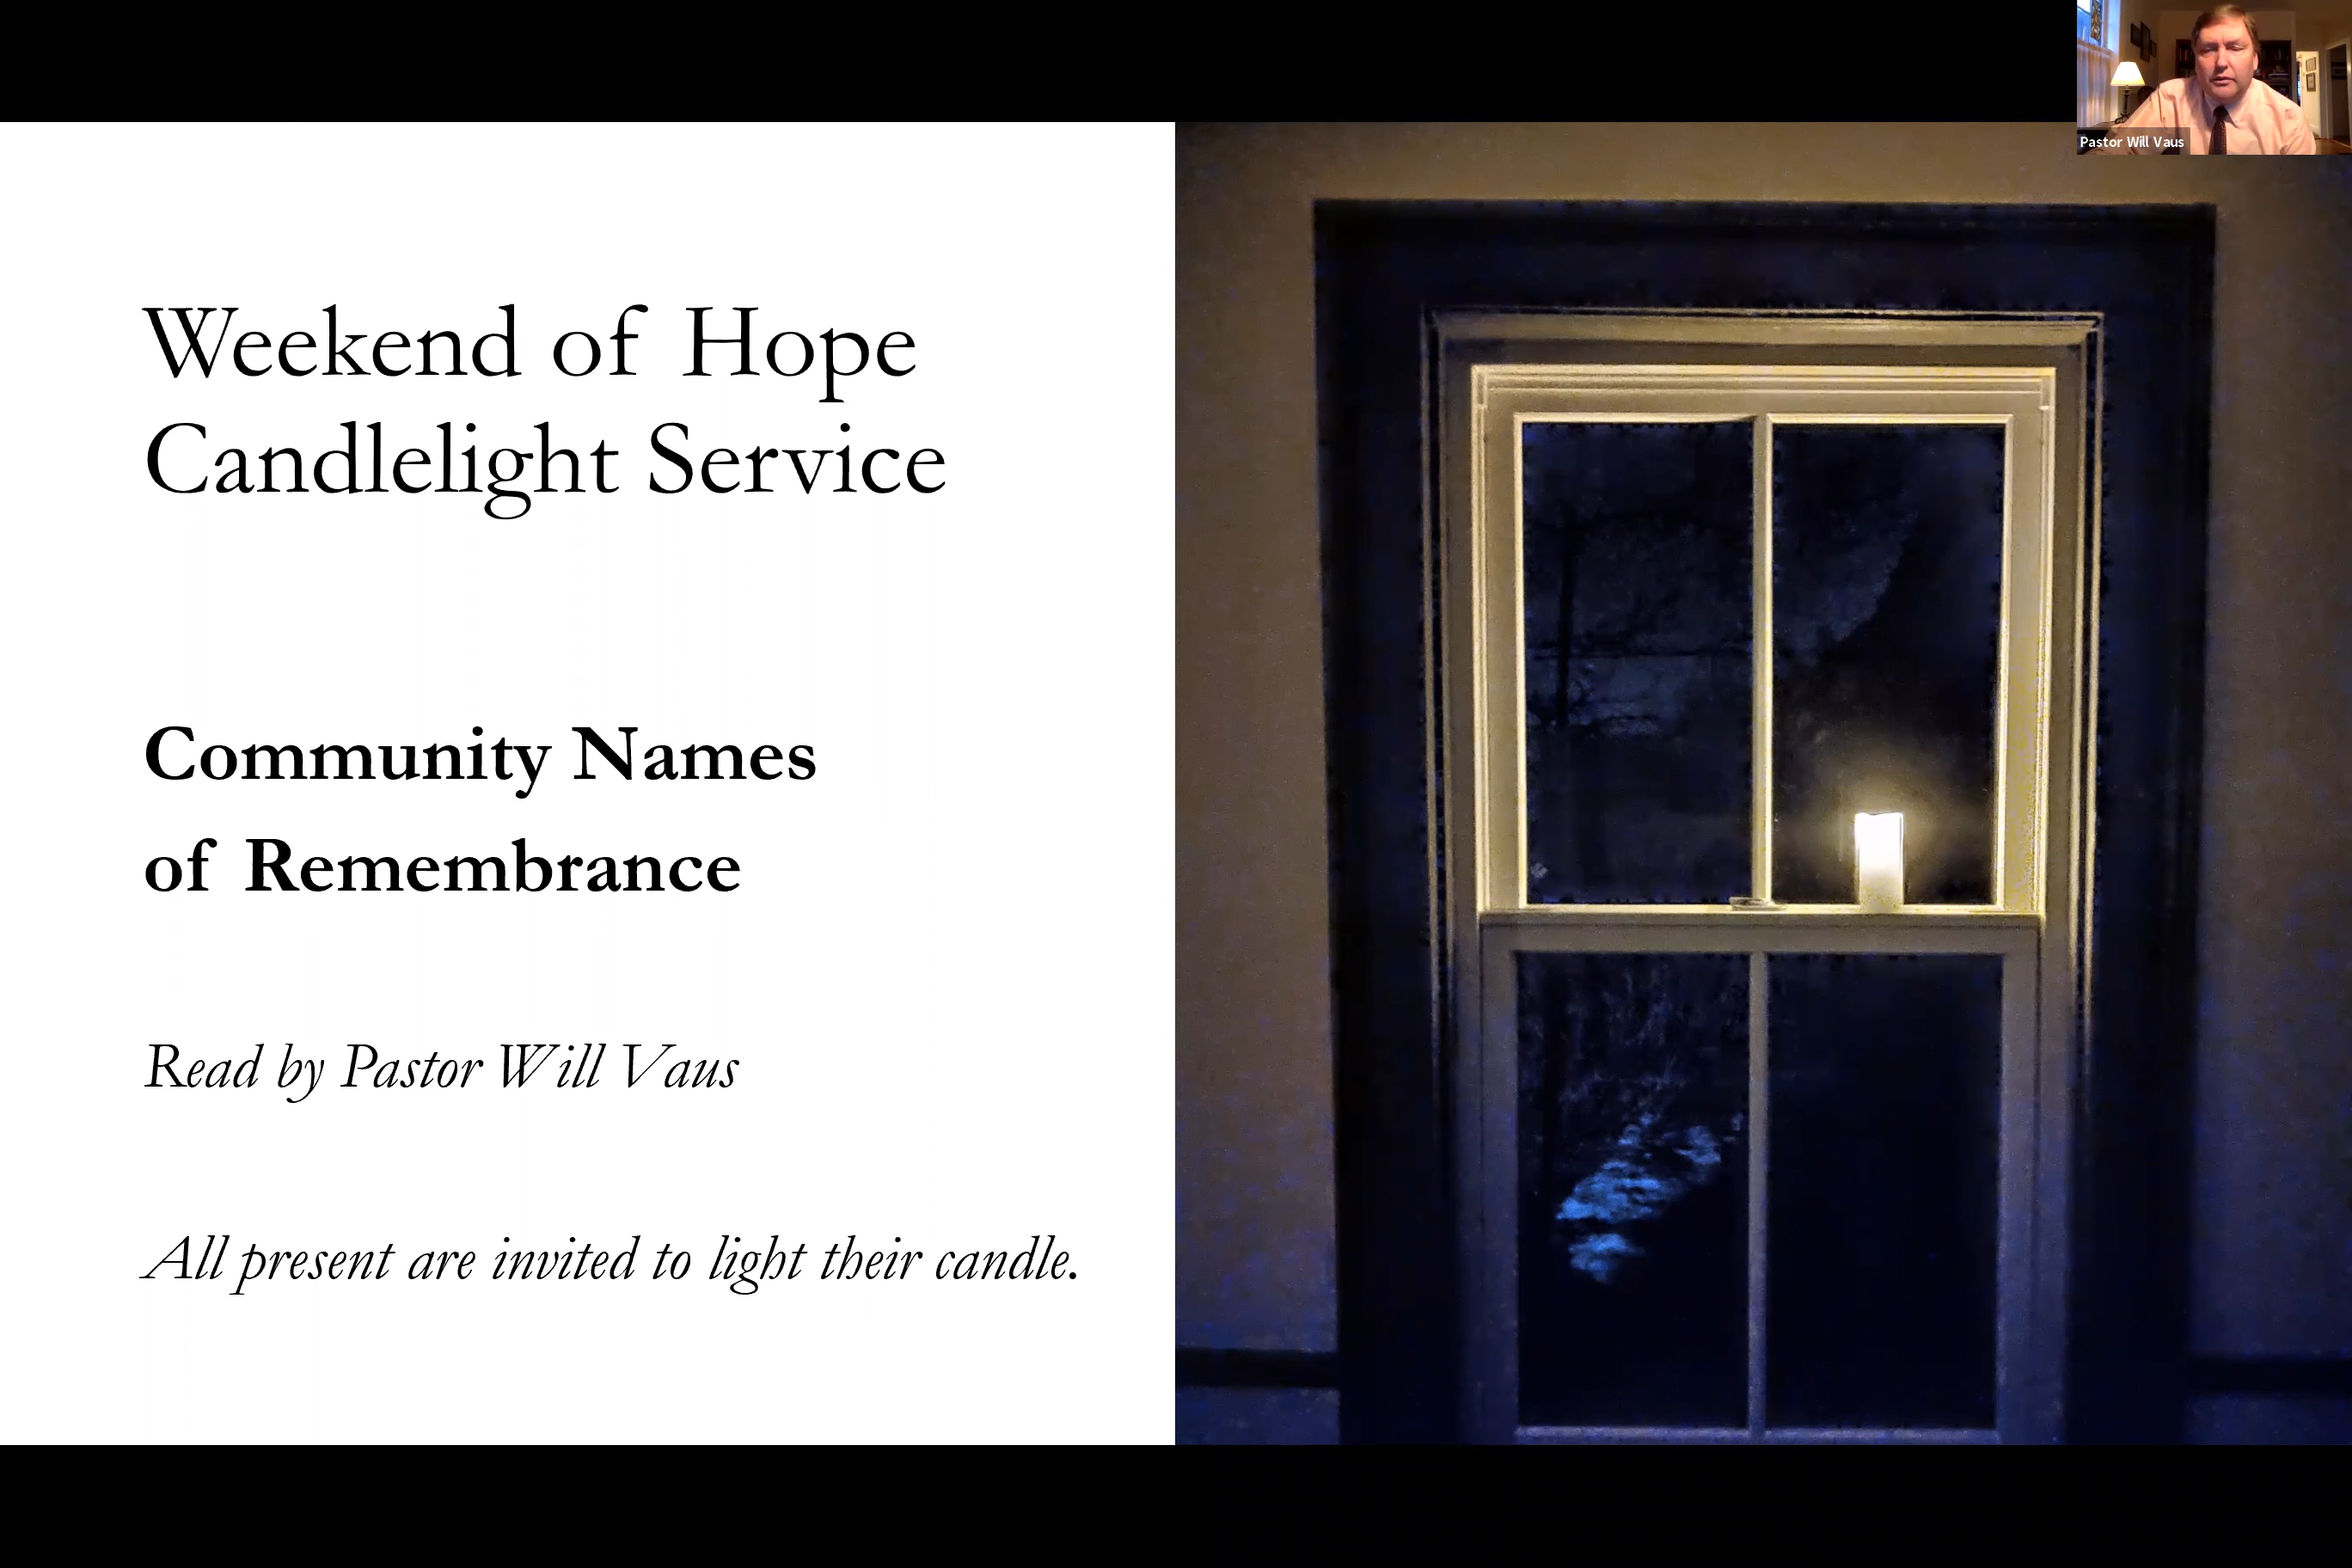 Weekend of Hope
Candlelight Service
Community Names
of Remembrance
Read by Pastor Will Vaus
All present are invited to light their candle.
Pastor Will Vaus